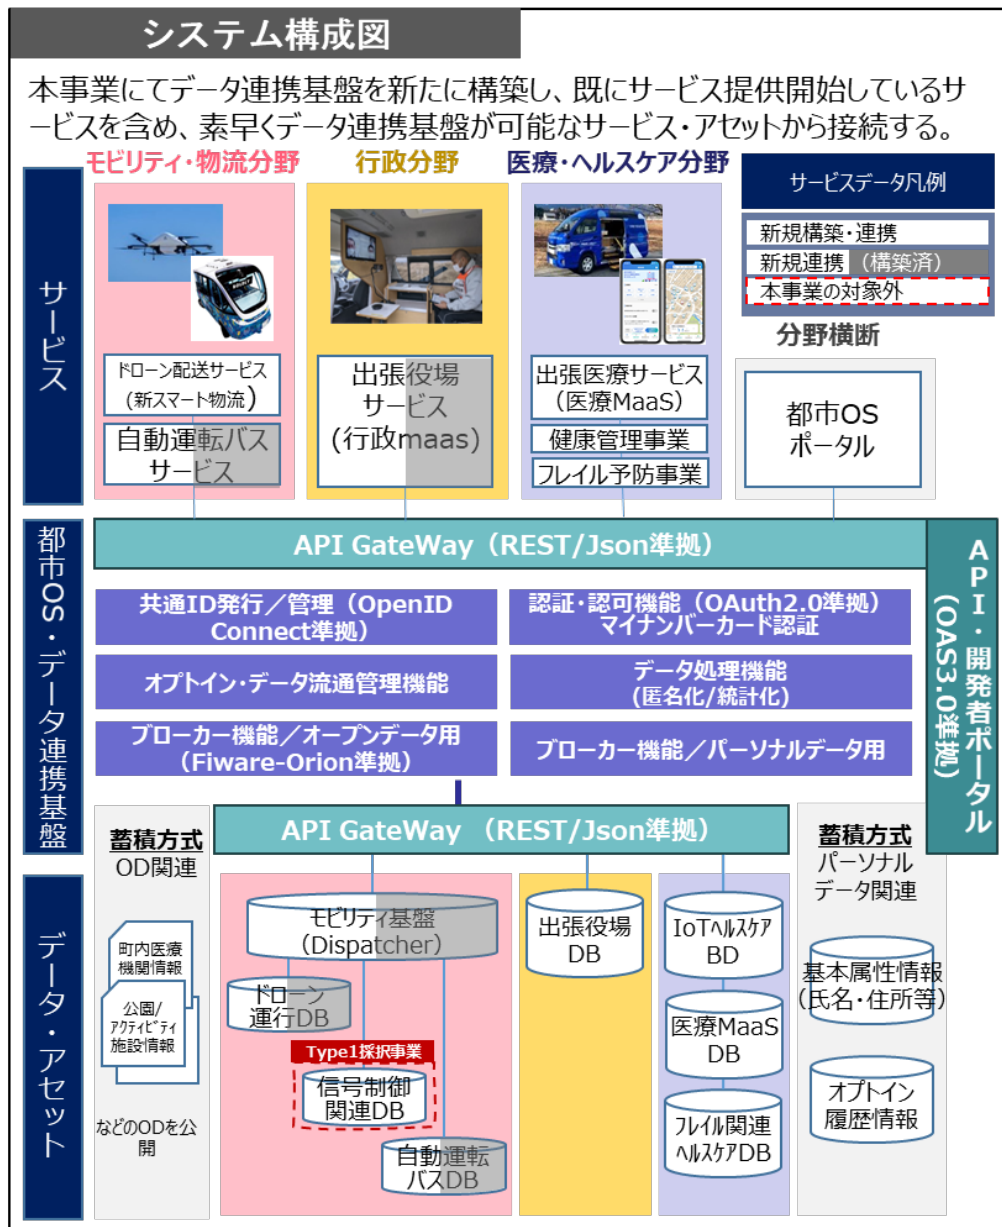 システム構成図
本事業にてデータ連携基盤を新たに構築し、既にサービス提供開始しているサ
ービスを含め、素早くデータ連携基盤が可能なサービス・アセットから接続する。
モビリティ・物流分野
行政分野
医療・ヘルスケア分野
サービスデータ凡例
新規構築・連携
新規連携（構築済）
本事業の対象外
サービス
分野横断
ドローン配送サービス
(新スマート物流)
自動運転バス
サービス
出張役場
サービス
(行政maas)
出張医療サービス
(医療MaaS)
健康管理事業
フレイル予防事業
都市OS
ポータル
都市OS・データ連携基盤
API GateWay（REST/Json準拠）
API・開発者ポータル
(OAS3.0準拠)
共通ID発行／管理（OpenID
Connect準拠）
認証・認可機能（OAuth2.0準拠）
マイナンバーカード認証
オプトイン・データ流通管理機能
データ処理機能
(匿名化/統計化)
ブローカー機能／オープンデータ用
（Fiware-Orion準拠）
ブローカー機能／パーソナルデータ用
API GateWay （REST/Json準拠）
データ・アセット
蓄積方式
OD関連
町内医療
機関情報
公園/
ｱｸﾃｨﾋﾞﾃｨ
施設情報
などのODを公
開
モビリティ基盤
（Dispatcher）
ドローン
運行DB
Type1採択事業
信号制御
関連DB
自動運転
バスDB
出張役場
DB
IoTﾍﾙｽｹｱ
BD
医療MaaS
DB
フレイル関連
ﾍﾙｽｹｱDB
蓄積方式
パーソナル
データ関連
基本属性情報
(氏名・住所等)
オプトイン
履歴情報